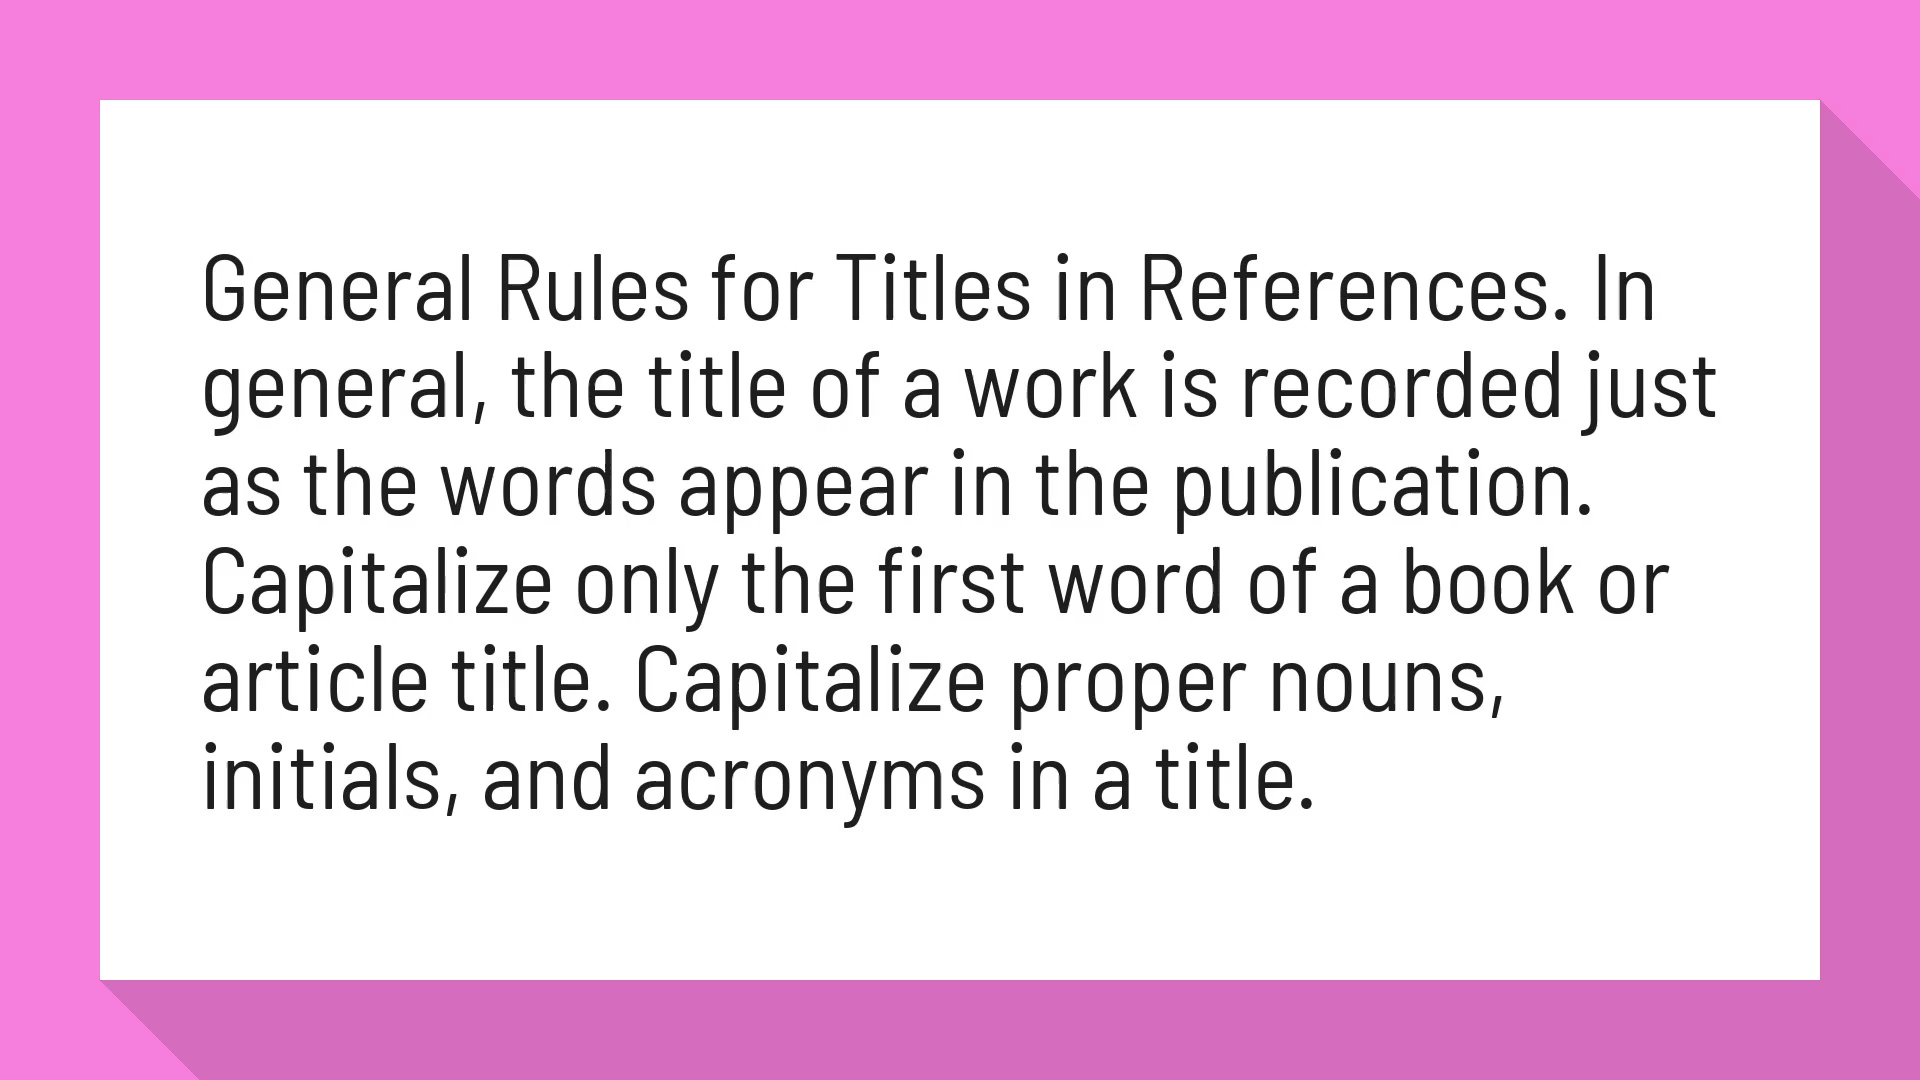 General Rules for Titles in References. In
general, the title of a work is recorded just
as the words appear in the publication.
Capitalize only the first word of a book or
article title. Capitalize proper nouns,
initials, and acronyms in a title.